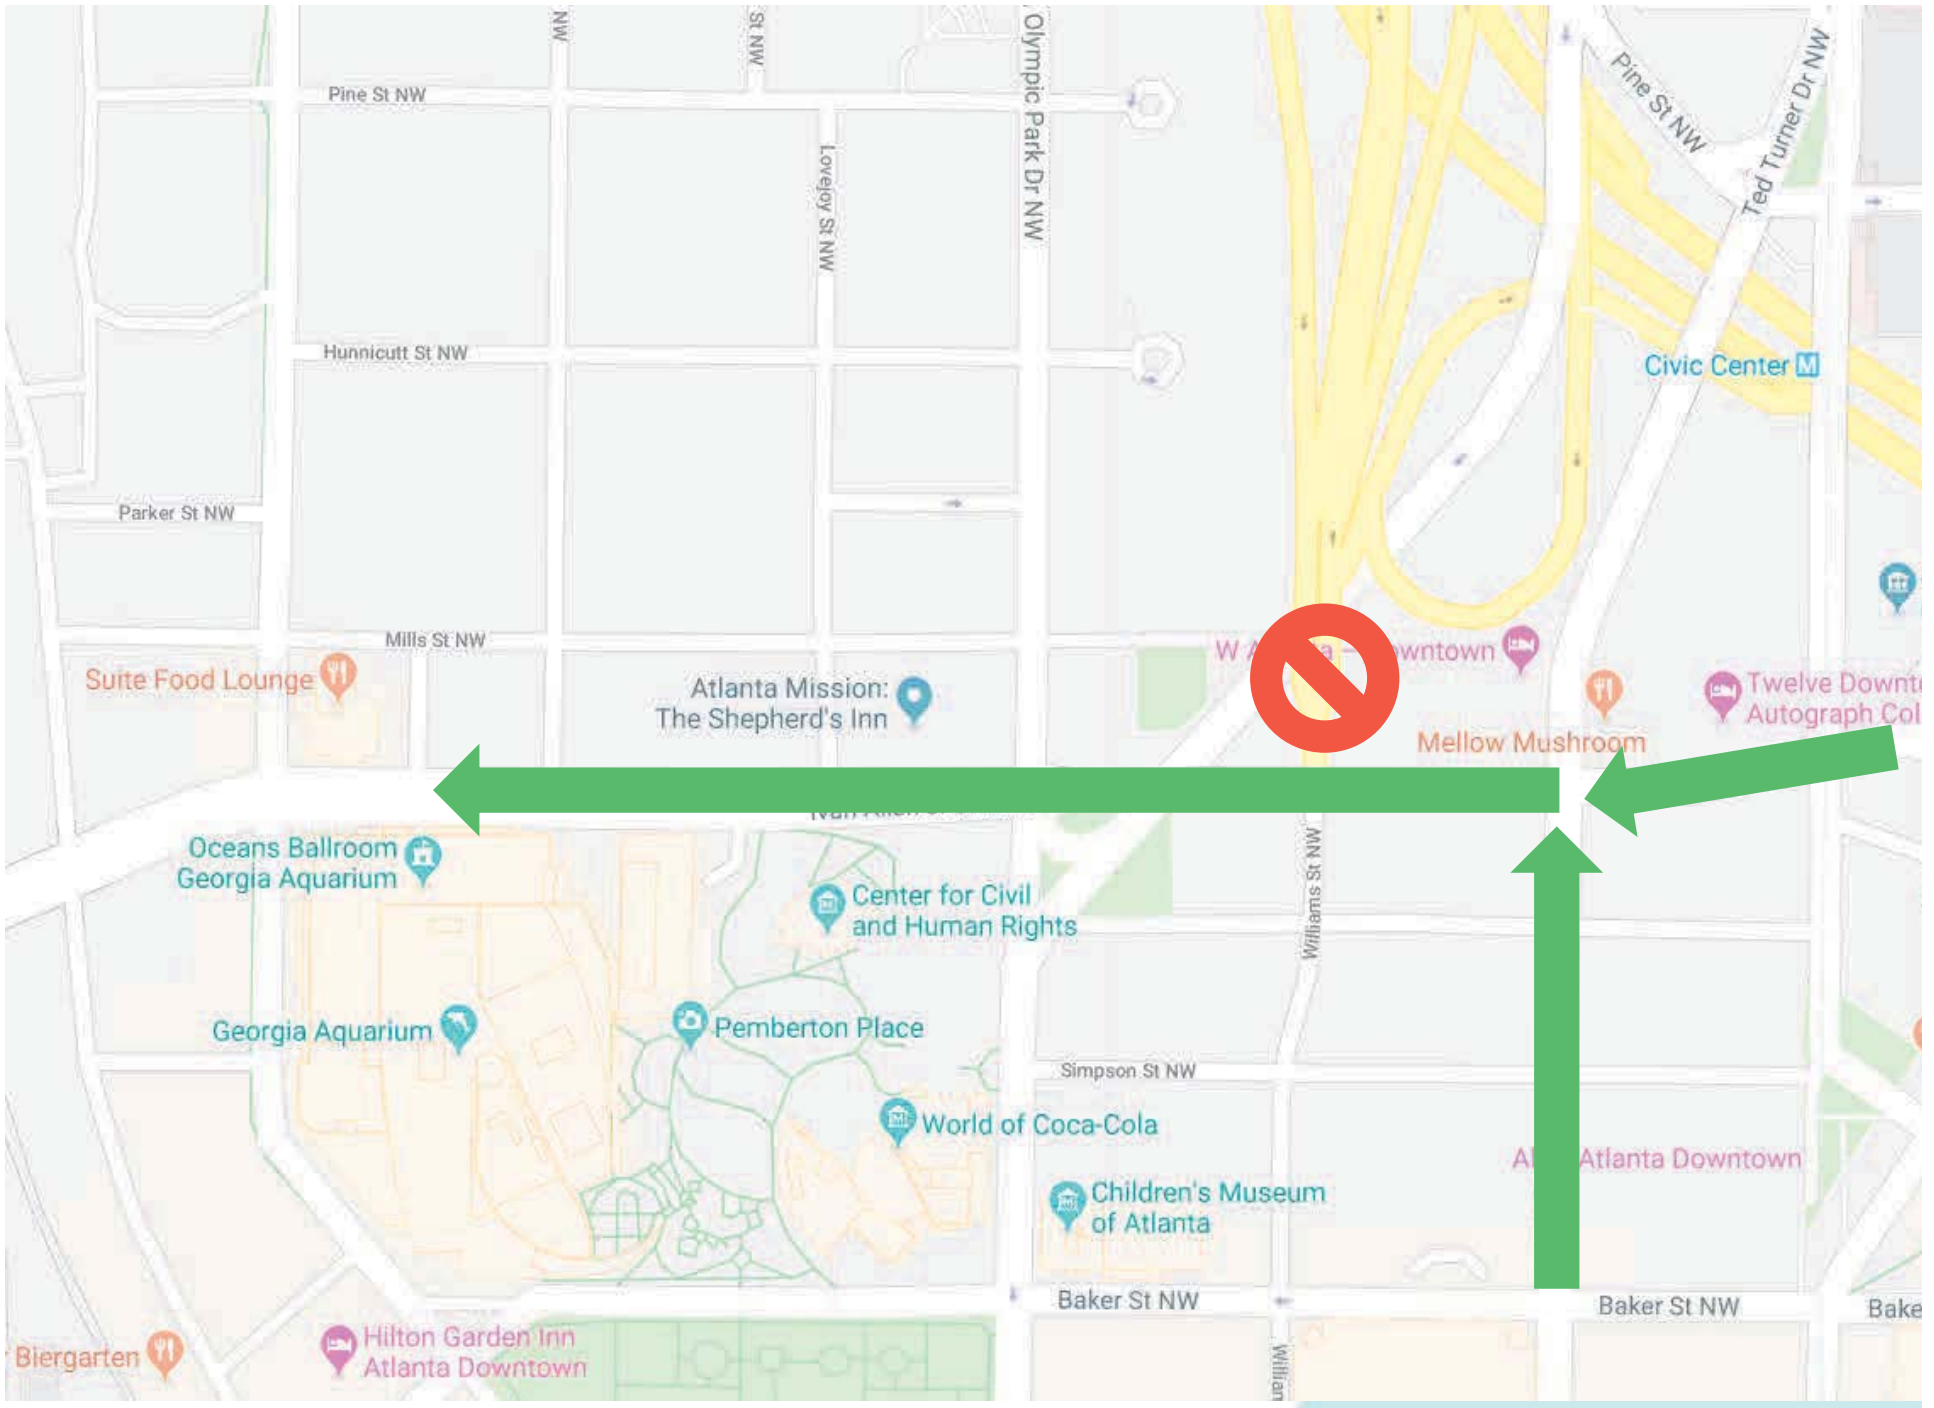 NW
St NW
Olympic Park Dr NW
Pine St NW
Pine St NW
Ted Turner Dr NW
Lovejoy St NW
Hunnicutt St NW
Civic Center M
Parker St NW
Mills St NW
Suite Food Lounge
Atlanta Mission:
The Shepherd's Inn
W
downtown
Mellow Mushroom
Twelve Downt
Autograph Col
Oceans Ballroom
Georgia Aquarium
Williams St NW
Center for Civil
and Human Rights
Georgia Aquarium
Pemberton Place
Simpson St NW
World of Coca-Cola
Atlanta Downtown
Children's Museum
of Atlanta
Baker St NW
Baker St NW
Bake
Biergarten
Hilton Garden Inn
Atlanta Downtown
William